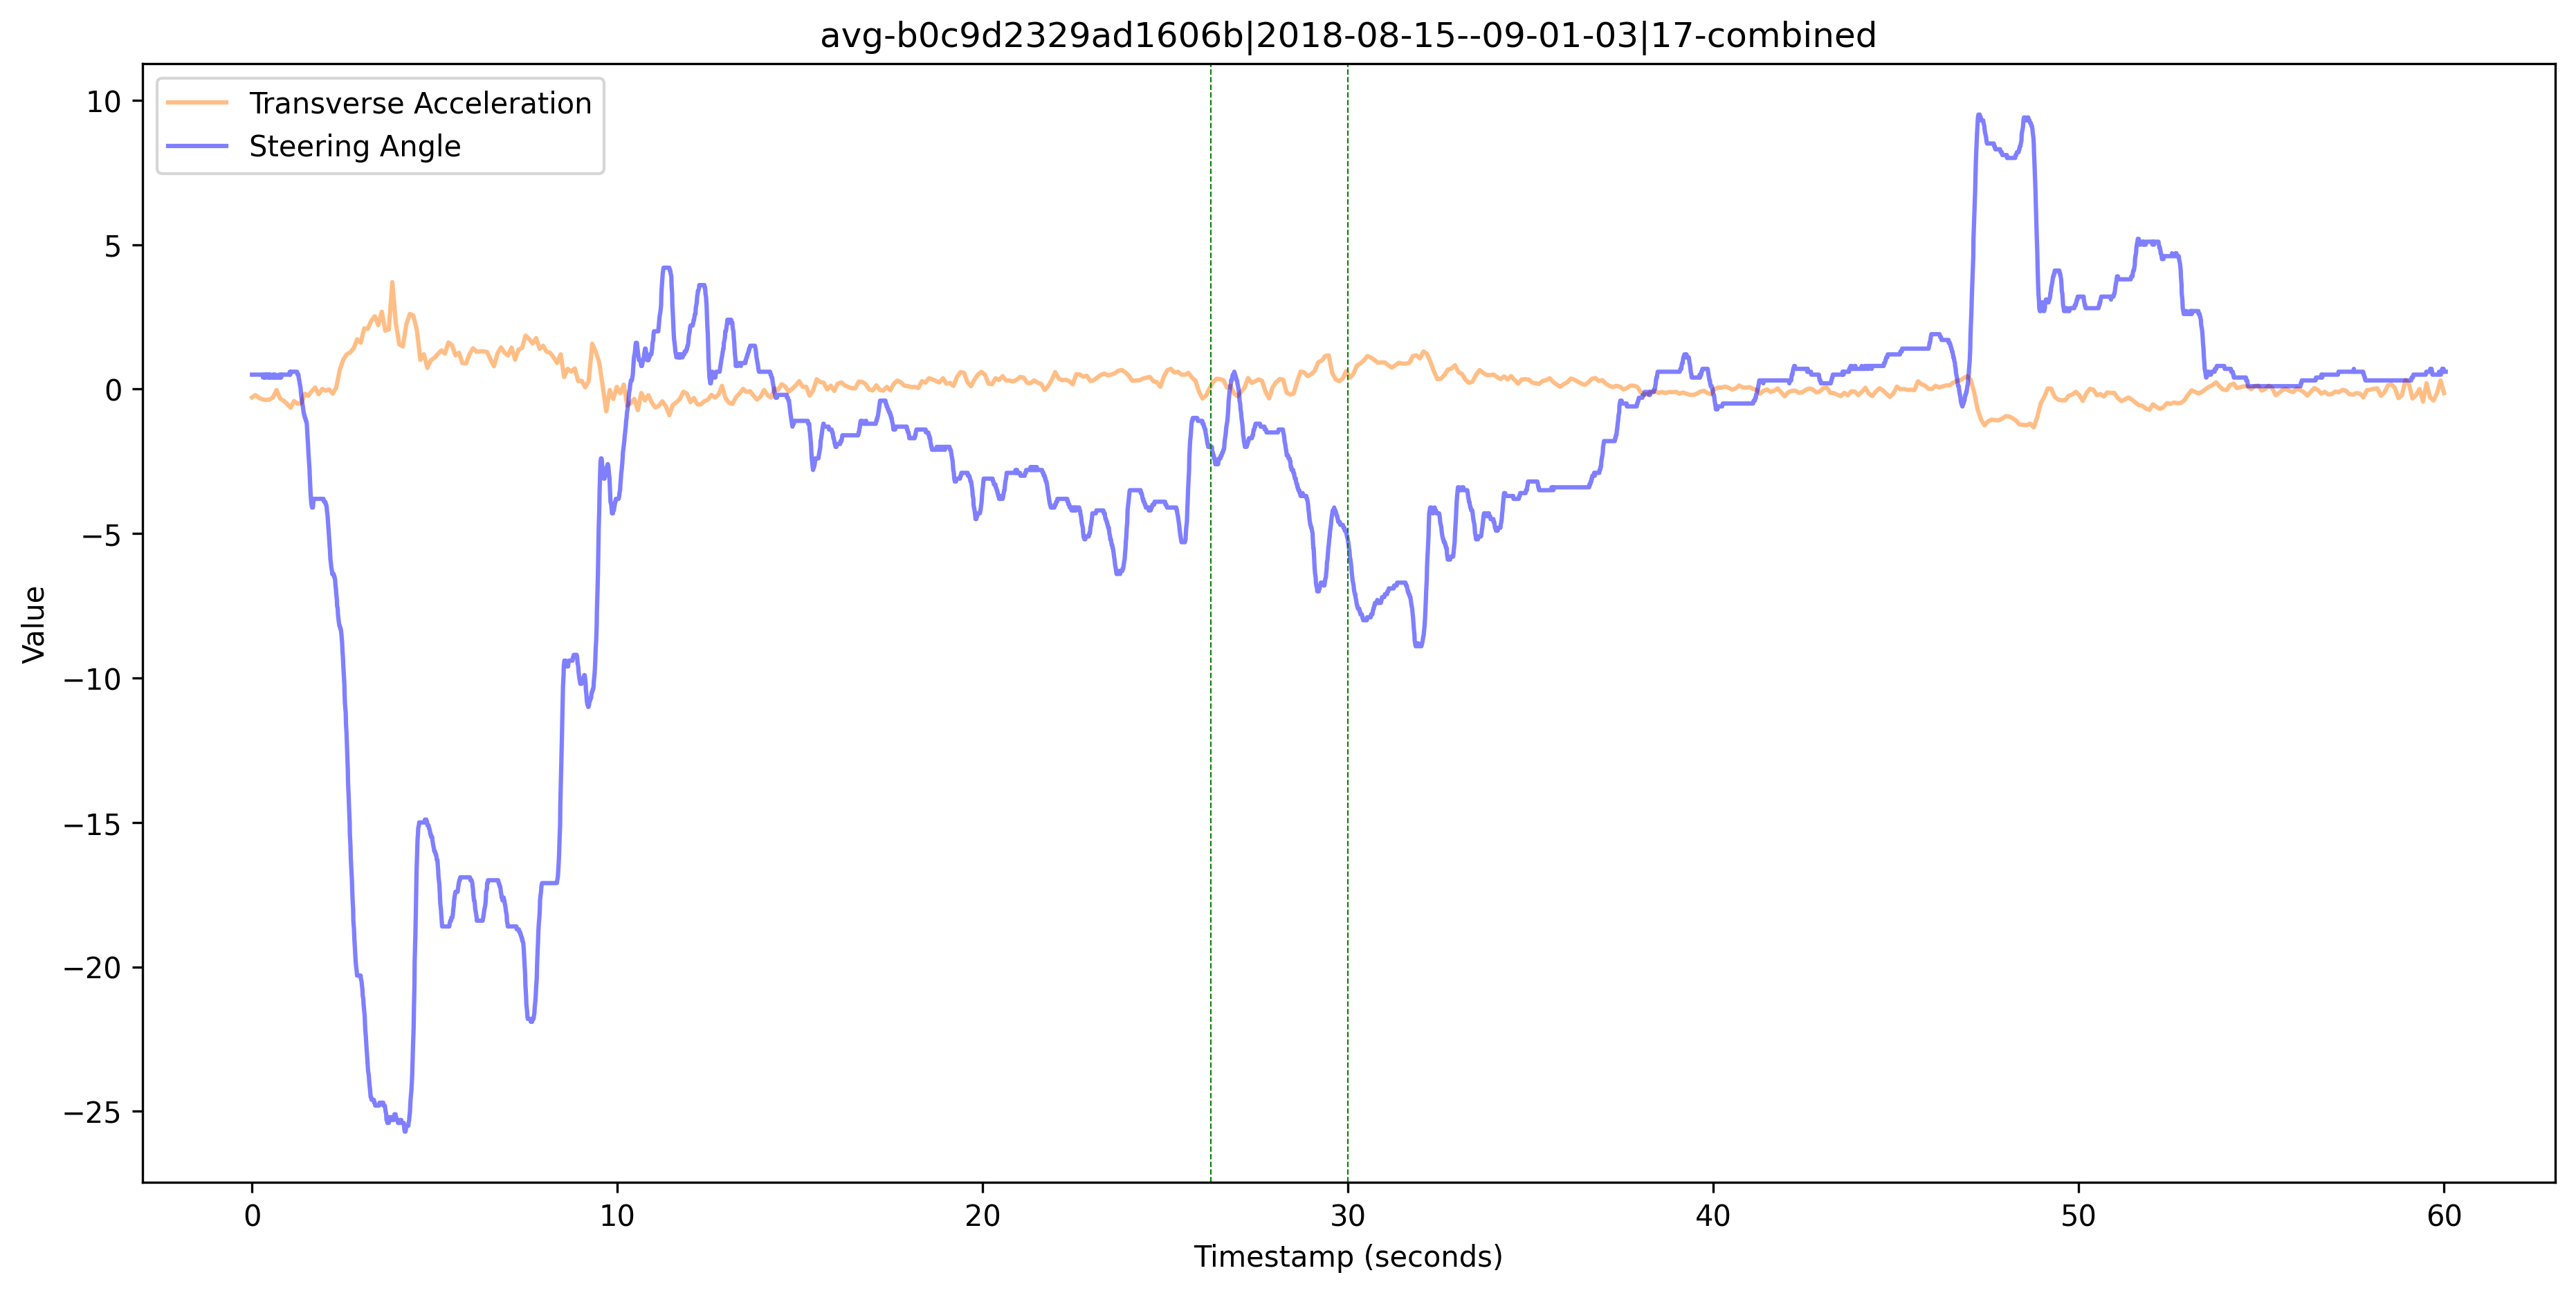 avg-b0c9d2329ad1606b|2018-08-15--09-01-03|17-combined
Transverse Acceleration
Steering Angle
Value
10
5
0
−5
−10
−15
−20
−25
0 10 20 30 40 50 60
Timestamp (seconds)